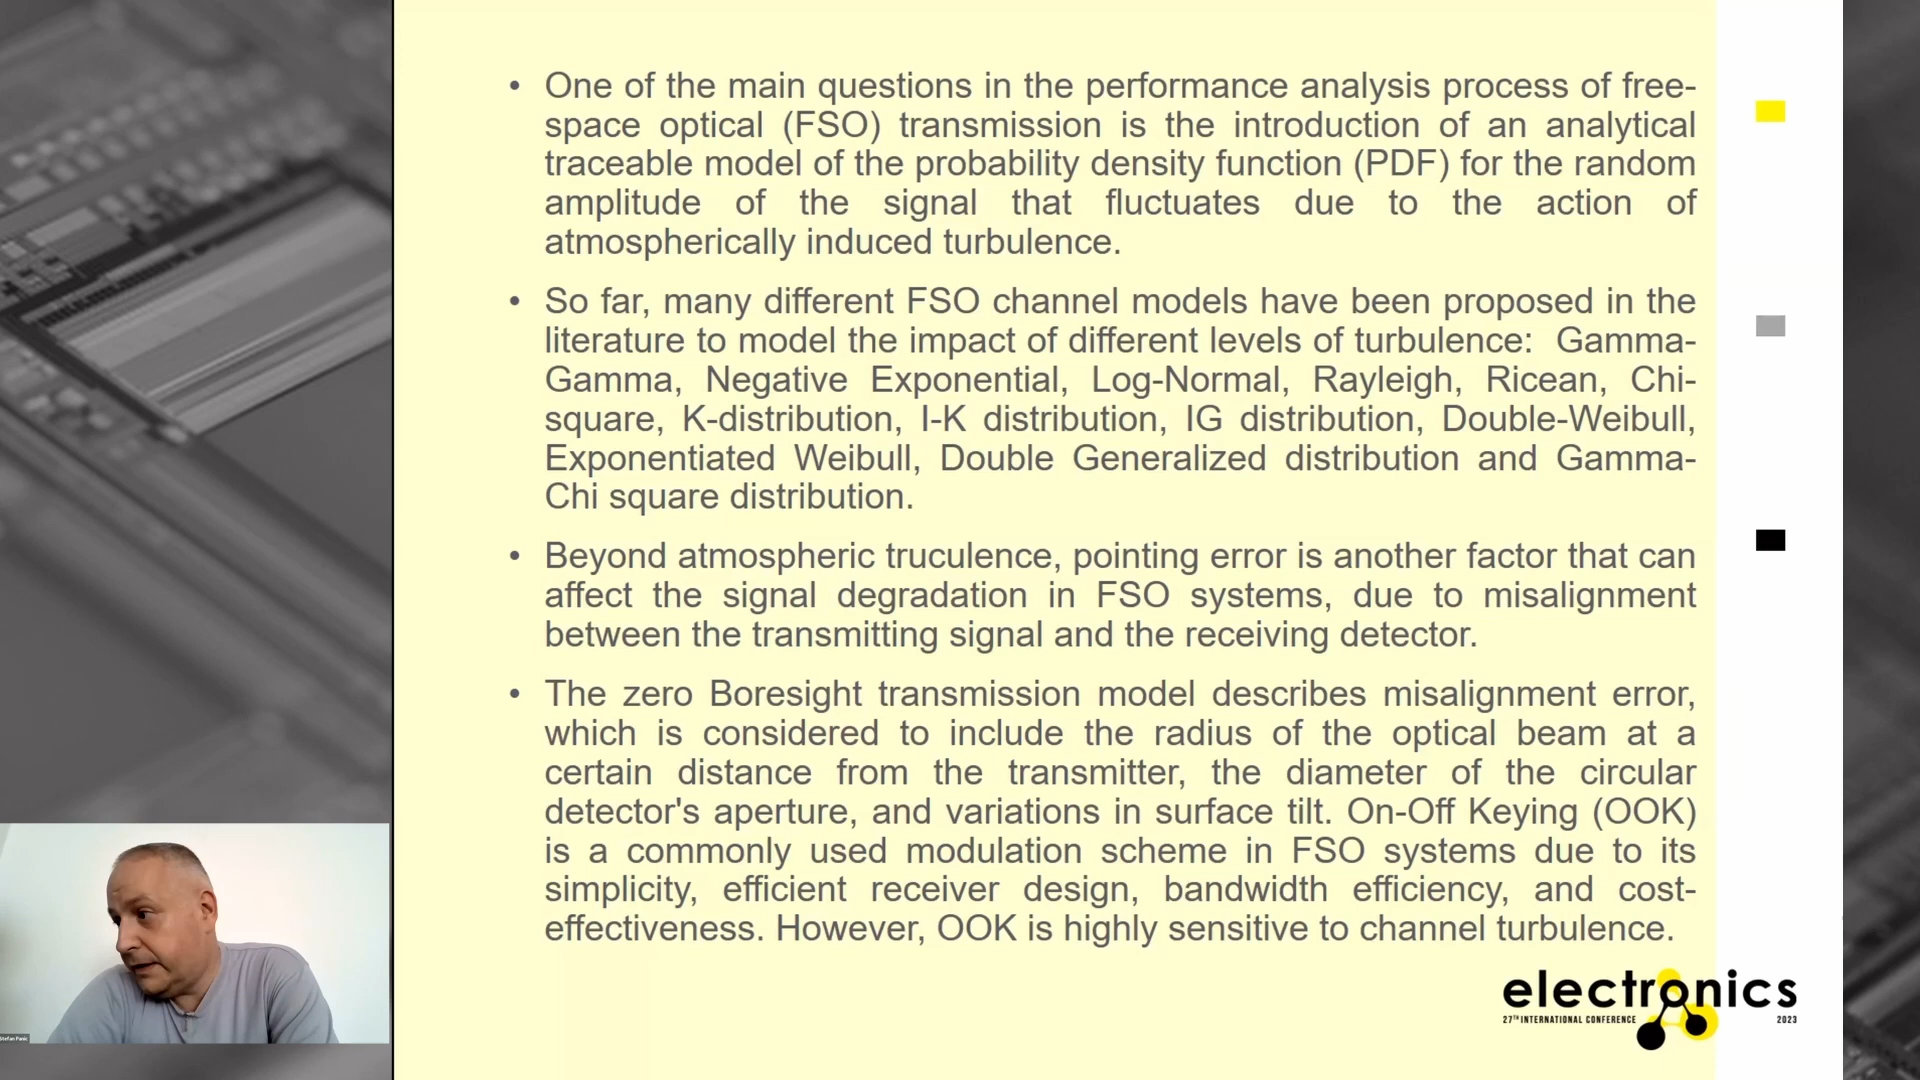 • One of the main questions in the performance analysis process of free-
space optical (FSO) transmission is the introduction of an analytical
traceable model of the probability density function (PDF) for the random
amplitude of the signal that fluctuates due to the action of
atmospherically induced turbulence.
• So far, many different FSO channel models have been proposed in the
literature to model the impact of different levels of turbulence: Gamma-
Gamma, Negative Exponential, Log-Normal, Rayleigh, Ricean, Chi-
square, K-distribution, I-K distribution, IG distribution, Double-Weibull,
Exponentiated Weibull, Double Generalized distribution and Gamma-
Chi square distribution.
• Beyond atmospheric truculence, pointing error is another factor that can
affect the signal degradation in FSO systems, due to misalignment
between the transmitting signal and the receiving detector.
• The zero Boresight transmission model describes misalignment error,
which is considered to include the radius of the optical beam at a
certain distance from the transmitter, the diameter of the circular
detector's aperture, and variations in surface tilt. On-Off Keying (OOK)
is a commonly used modulation scheme in FSO systems due to its
simplicity, efficient receiver design, bandwidth efficiency, and cost-
effectiveness. However, OOK is highly sensitive to channel turbulence.
electronics
27TH INTERNATIONAL CONFERENCE 2023
Stefan Panic